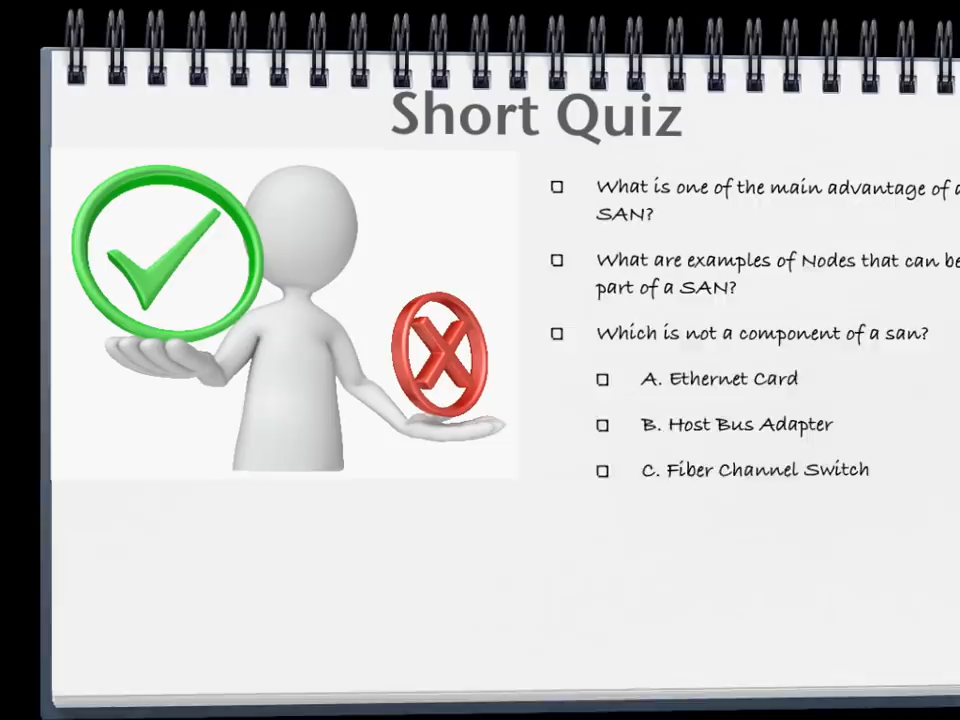 Short Quiz
What is one of the main advantage of a
SAN?
What are examples of Nodes that can be
part of a SAN?
Which is not a component of a san?
A. Ethernet Card
B. Host Bus Adapter
C. Fiber Channel Switch